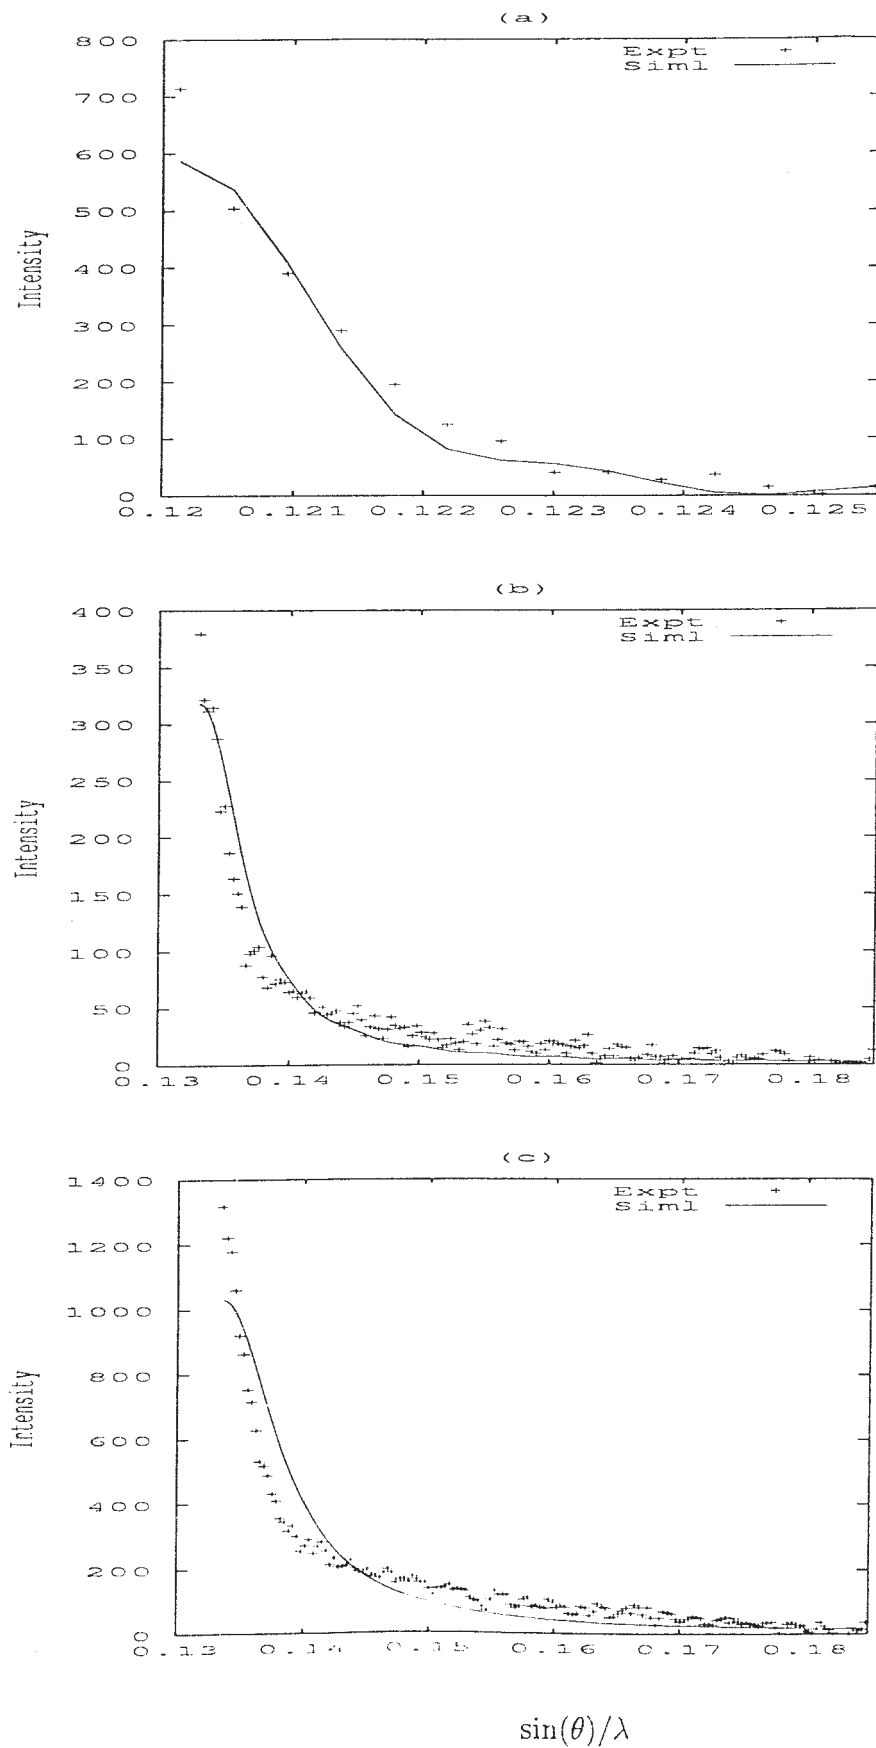 (a)
800
700
600
500
400
300
200
100
0
Intensity
Expt
Siml
0.12 0.121 0.122 0.123 0.124 0.125
(b)
400
350
300
250
200
150
100
50
0
Intensity
Expt
Siml
0.13 0.14 0.15 0.16 0.17 0.18
(c)
1400
1200
1000
800
600
400
200
0
Intensity
Expt
Siml
0.13 0.14 0.15 0.16 0.17 0.18
sin(θ)/λ